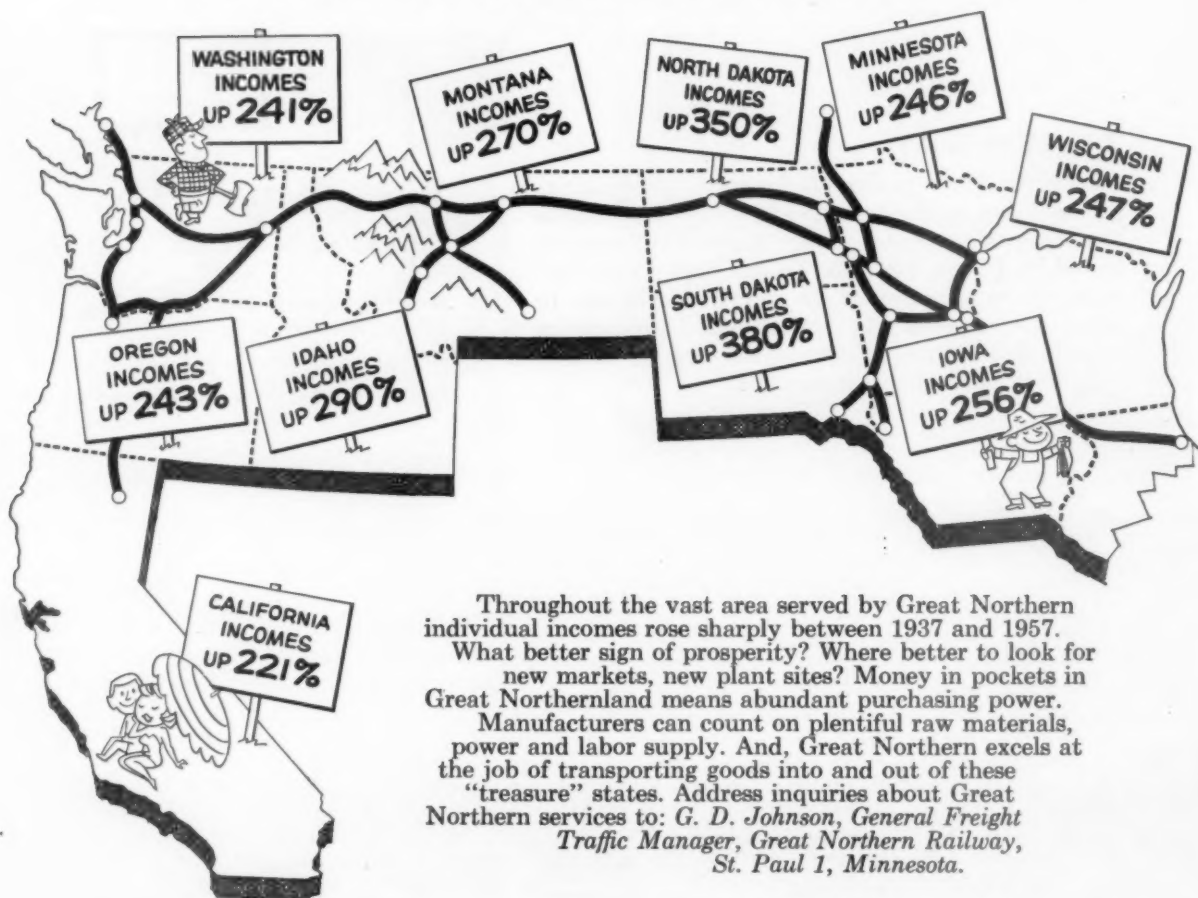 WASHINGTON
INCOMES
UP 241%
MONTANA
INCOMES
UP 270%
NORTH DAKOTA
INCOMES
UP 350%
MINNESOTA
INCOMES
UP 246%
WISCONSIN
INCOMES
UP 247%
OREGON
INCOMES
UP 243%
IDAHO
INCOMES
UP 290%
SOUTH DAKOTA
INCOMES
UP 380%
IOWA
INCOMES
UP 256%
CALIFORNIA
INCOMES
UP 221%
Throughout the vast area served by Great Northern
individual incomes rose sharply between 1937 and 1957.
What better sign of prosperity? Where better to look for
new markets, new plant sites? Money in pockets in
Great Northernland means abundant purchasing power.
Manufacturers can count on plentiful raw materials,
power and labor supply. And, Great Northern excels at
the job of transporting goods into and out of these
"treasure" states. Address inquiries about Great
Northern services to: G. D. Johnson, General Freight
Traffic Manager, Great Northern Railway,
St. Paul 1, Minnesota.